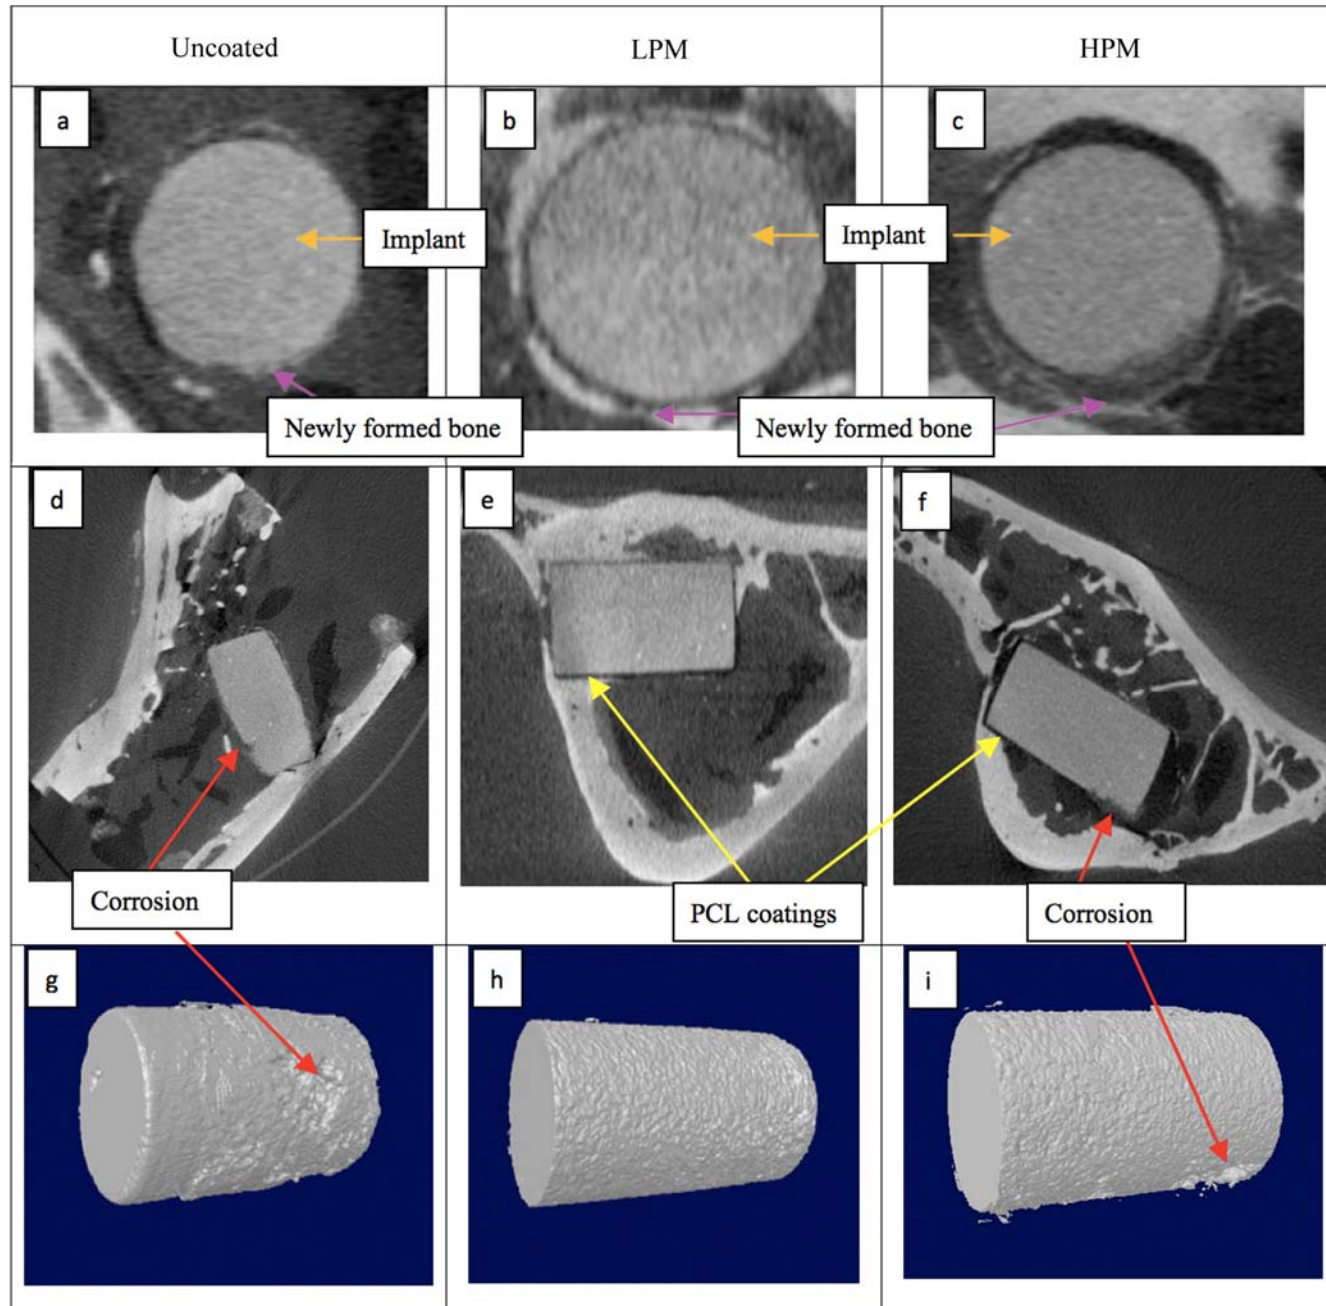 Uncoated
LPM
HPM
a
b
c
Implant
Implant
Newly formed bone
Newly formed bone
d
e
f
Corrosion
PCL coatings
Corrosion
g
h
i